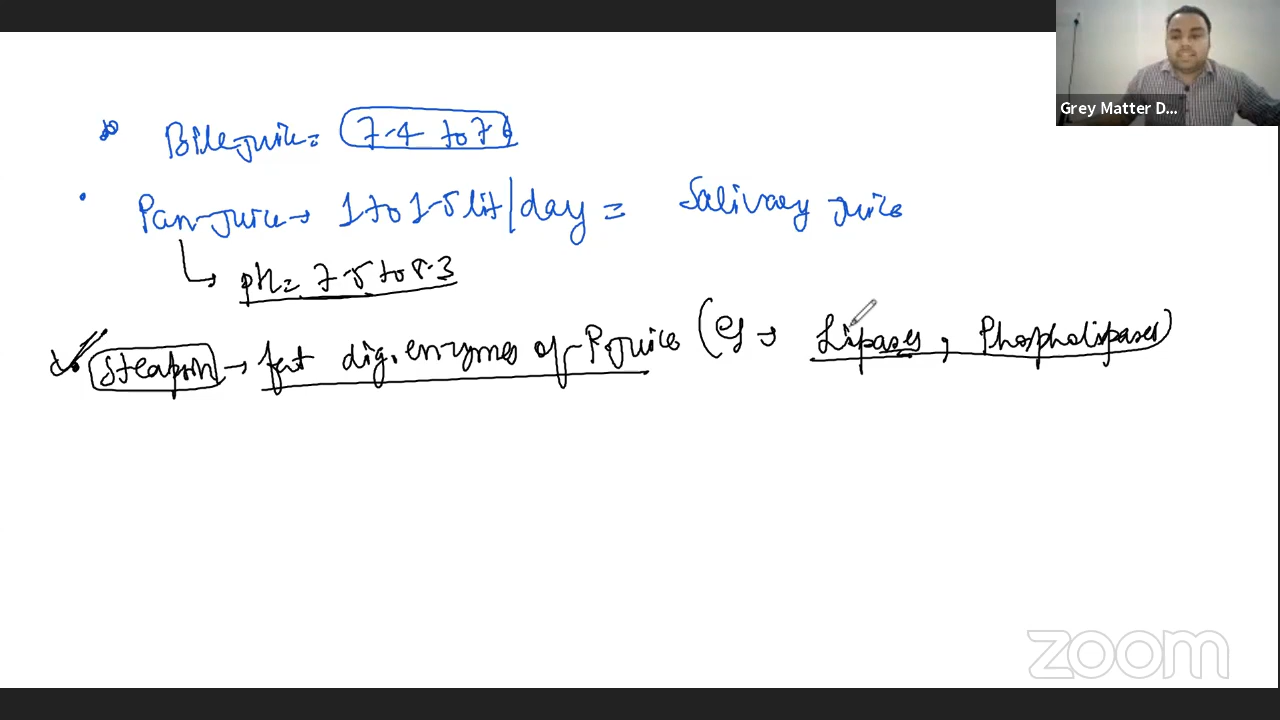 Grey Matter D...
Bile juice = 7.4 to 7.9
Pan-juice → 1 to 1.5 lit/day = Salivary juice
pH = 7.5 to 8.3
Steapsin → fat dig. enzymes of P. juice (eg → Lipases, Phospholipases)
zoom